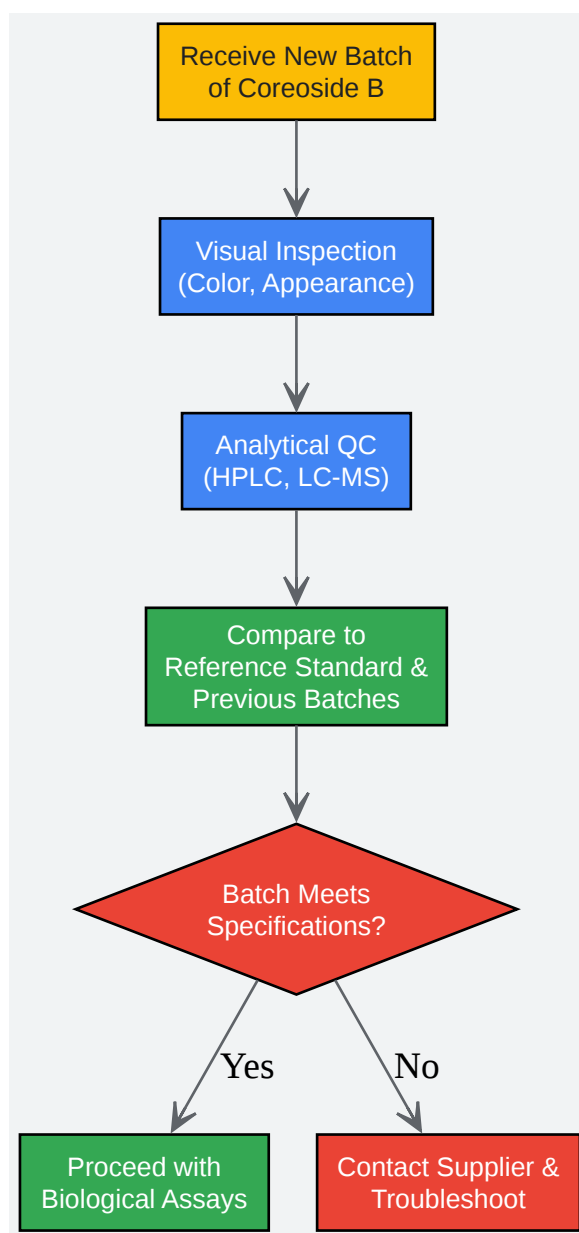 Receive New Batch
of Coreoside B
Visual Inspection
(Color, Appearance)
Analytical QC
(HPLC, LC-MS)
Compare to
Reference Standard &
Previous Batches
Batch Meets
Specifications?
Yes
No
Proceed with
Biological Assays
Contact Supplier &
Troubleshoot